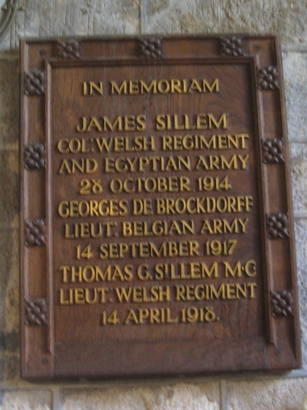 IN MEMORIAM
JAMES SILLEM
COL. WELSH REGIMENT
AND EGYPTIAN ARMY
28 OCTOBER 1914
GEORGES DE BROCKDORFF
LIEUT. BELGIAN ARMY
14 SEPTEMBER 1917
THOMAS G. SILLEM M.C
LIEUT. WELSH REGIMENT
14 APRIL 1918.